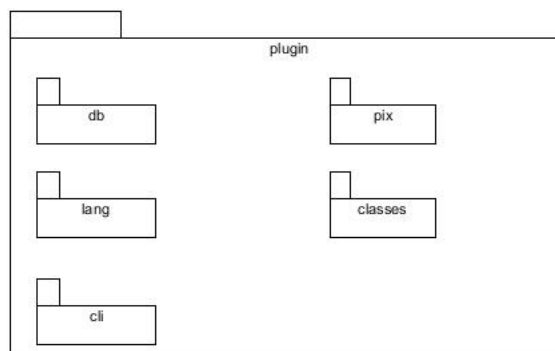 plugin
db
pix
lang
classes
cli